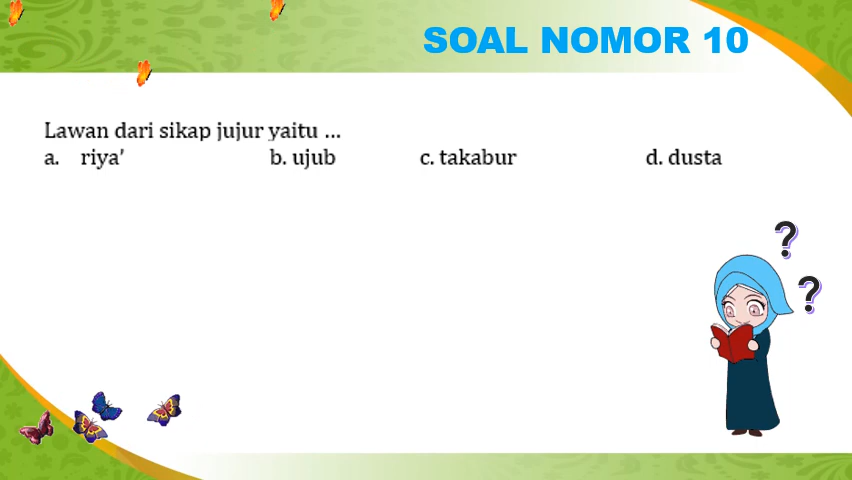 SOAL NOMOR 10
Lawan dari sikap jujur yaitu ...
a. riya’ b. ujub c. takabur d. dusta
?
?